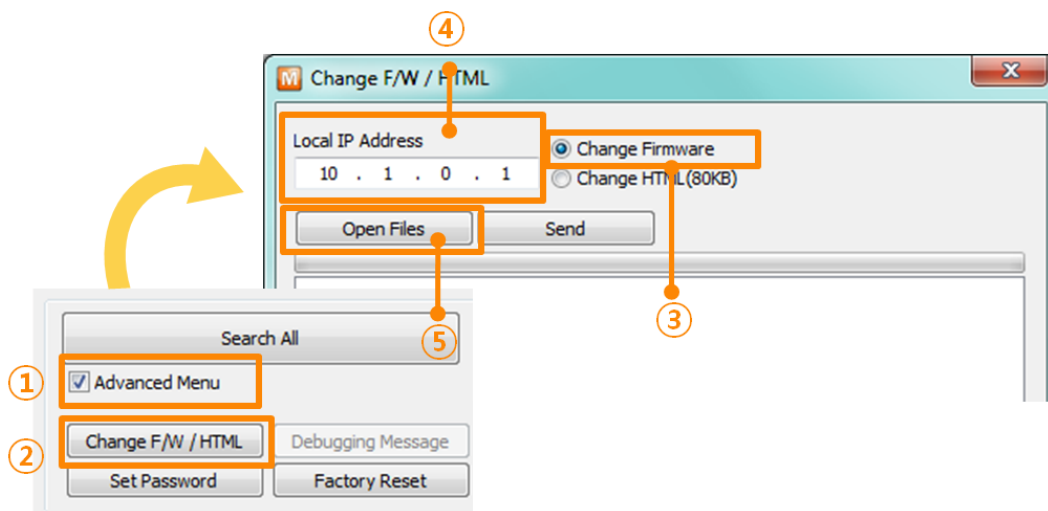 ④
M Change F/W / HTML
X
Local IP Address
10 . 1 . 0 . 1
Change Firmware
Change HTML(80KB)
Open Files
Send
③
⑤
Search All
① Advanced Menu
② Change F/W / HTML
Debugging Message
Set Password
Factory Reset